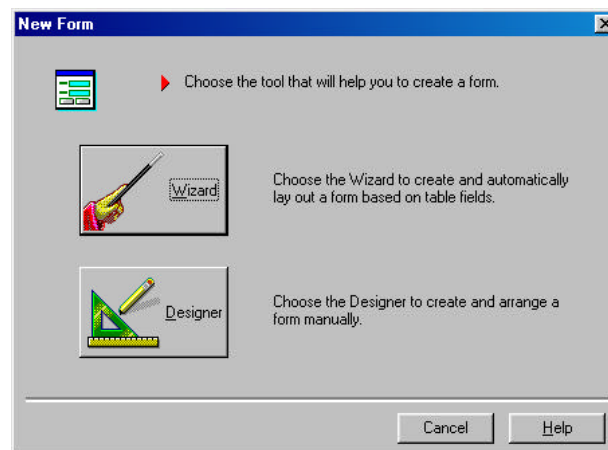 New Form
Choose the tool that will help you to create a form.
Wizard
Choose the Wizard to create and automatically
lay out a form based on table fields.
Designer
Choose the Designer to create and arrange a
form manually.
Cancel
Help